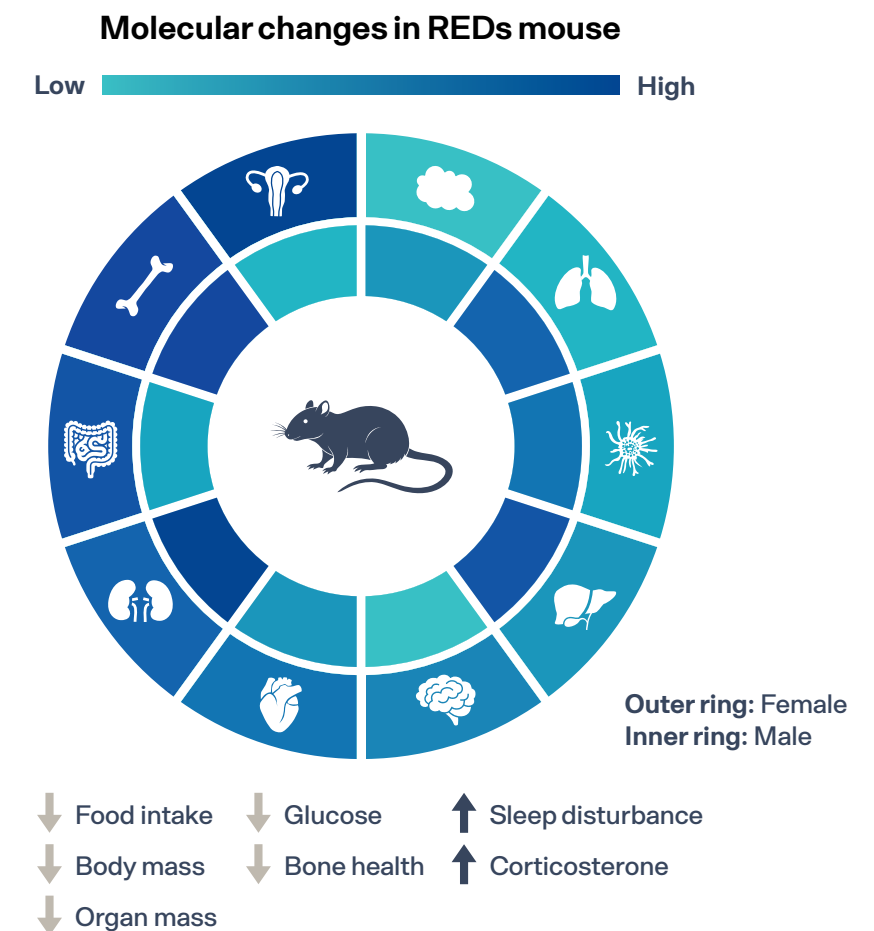 Molecular changes in REDs mouse
Low High
Outer ring: Female
Inner ring: Male
Food intake Glucose Sleep disturbance
Body mass Bone health Corticosterone
Organ mass